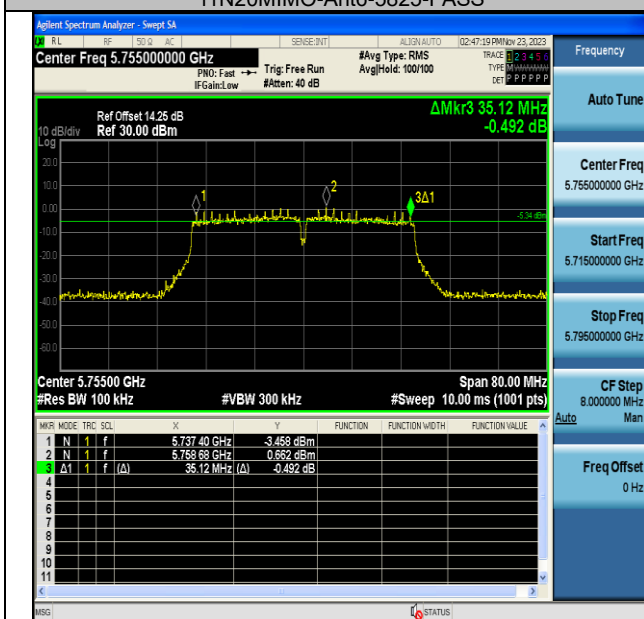 11N20MIMO-Ant6-5825-PASS
Agilent Spectrum Analyzer - Swept SA
RL RF 50 Ω AC SENSE:INT ALIGN AUTO 02:47:19 PM Nov 23, 2023
Center Freq 5.755000000 GHz
PNO: Fast
IFGain:Low
Trig: Free Run
#Atten: 40 dB
#Avg Type: RMS
Avg|Hold: 100/100
TRACE 1 2 3 4 5 6
TYPE M W W W W W
DET P P P P P P
Frequency
Ref Offset 14.25 dB
Ref 30.00 dBm
ΔMkr3 35.12 MHz
-0.492 dB
10 dB/div
Log
20.0
10.0
0.00
-10.0
-20.0
-30.0
-40.0
-50.0
-60.0
1
2
3Δ1
-5.34 dBm
Center 5.75500 GHz
Span 80.00 MHz
#Res BW 100 kHz
#VBW 300 kHz
#Sweep 10.00 ms (1001 pts)
MKR MODE TRC SCL X Y FUNCTION FUNCTION WIDTH FUNCTION VALUE
1 N 1 f 5.737 40 GHz -3.458 dBm
2 N 1 f 5.758 68 GHz 0.662 dBm
3 Δ1 1 f (Δ) 35.12 MHz (Δ) -0.492 dB
4
5
6
7
8
9
10
11
Auto Tune
Center Freq
5.755000000 GHz
Start Freq
5.715000000 GHz
Stop Freq
5.795000000 GHz
CF Step
8.000000 MHz
Auto Man
Freq Offset
0 Hz
MSG STATUS